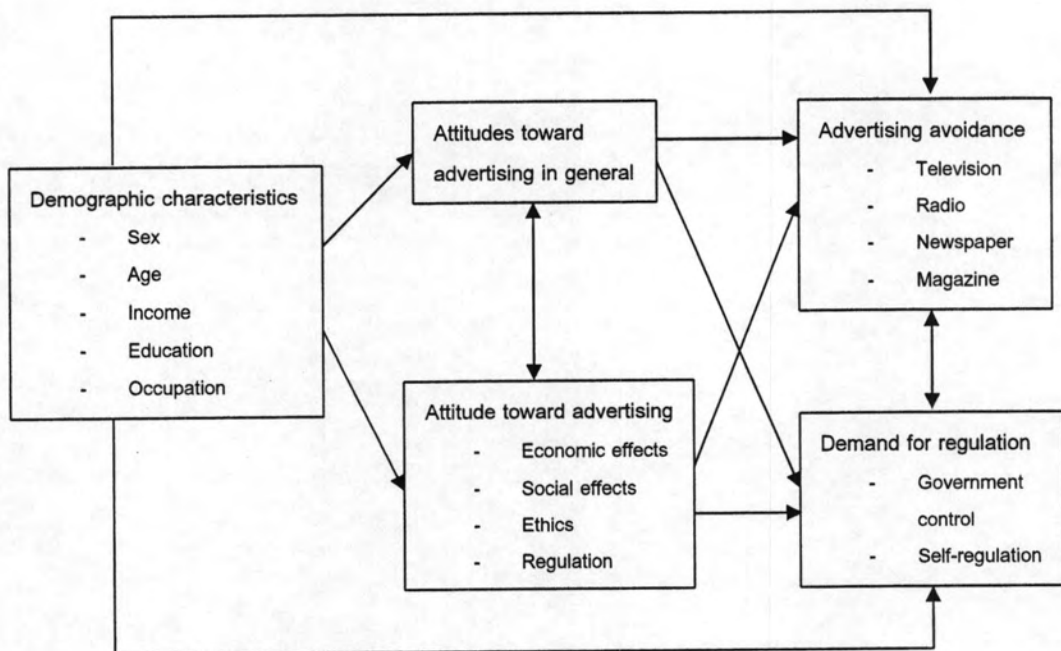 Demographic characteristics
- Sex
- Age
- Income
- Education
- Occupation
Attitudes toward
advertising in general
Attitude toward advertising
- Economic effects
- Social effects
- Ethics
- Regulation
Advertising avoidance
- Television
- Radio
- Newspaper
- Magazine
Demand for regulation
- Government
control
- Self-regulation